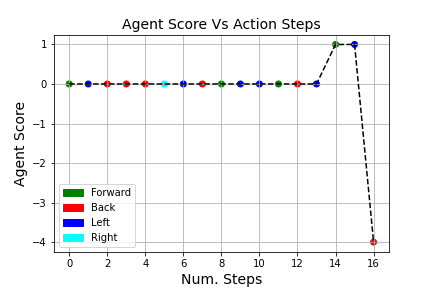 Agent Score Vs Action Steps
1
0
−1
−2
−3
−4
Agent Score
Forward
Back
Left
Right
0 2 4 6 8 10 12 14 16
Num. Steps